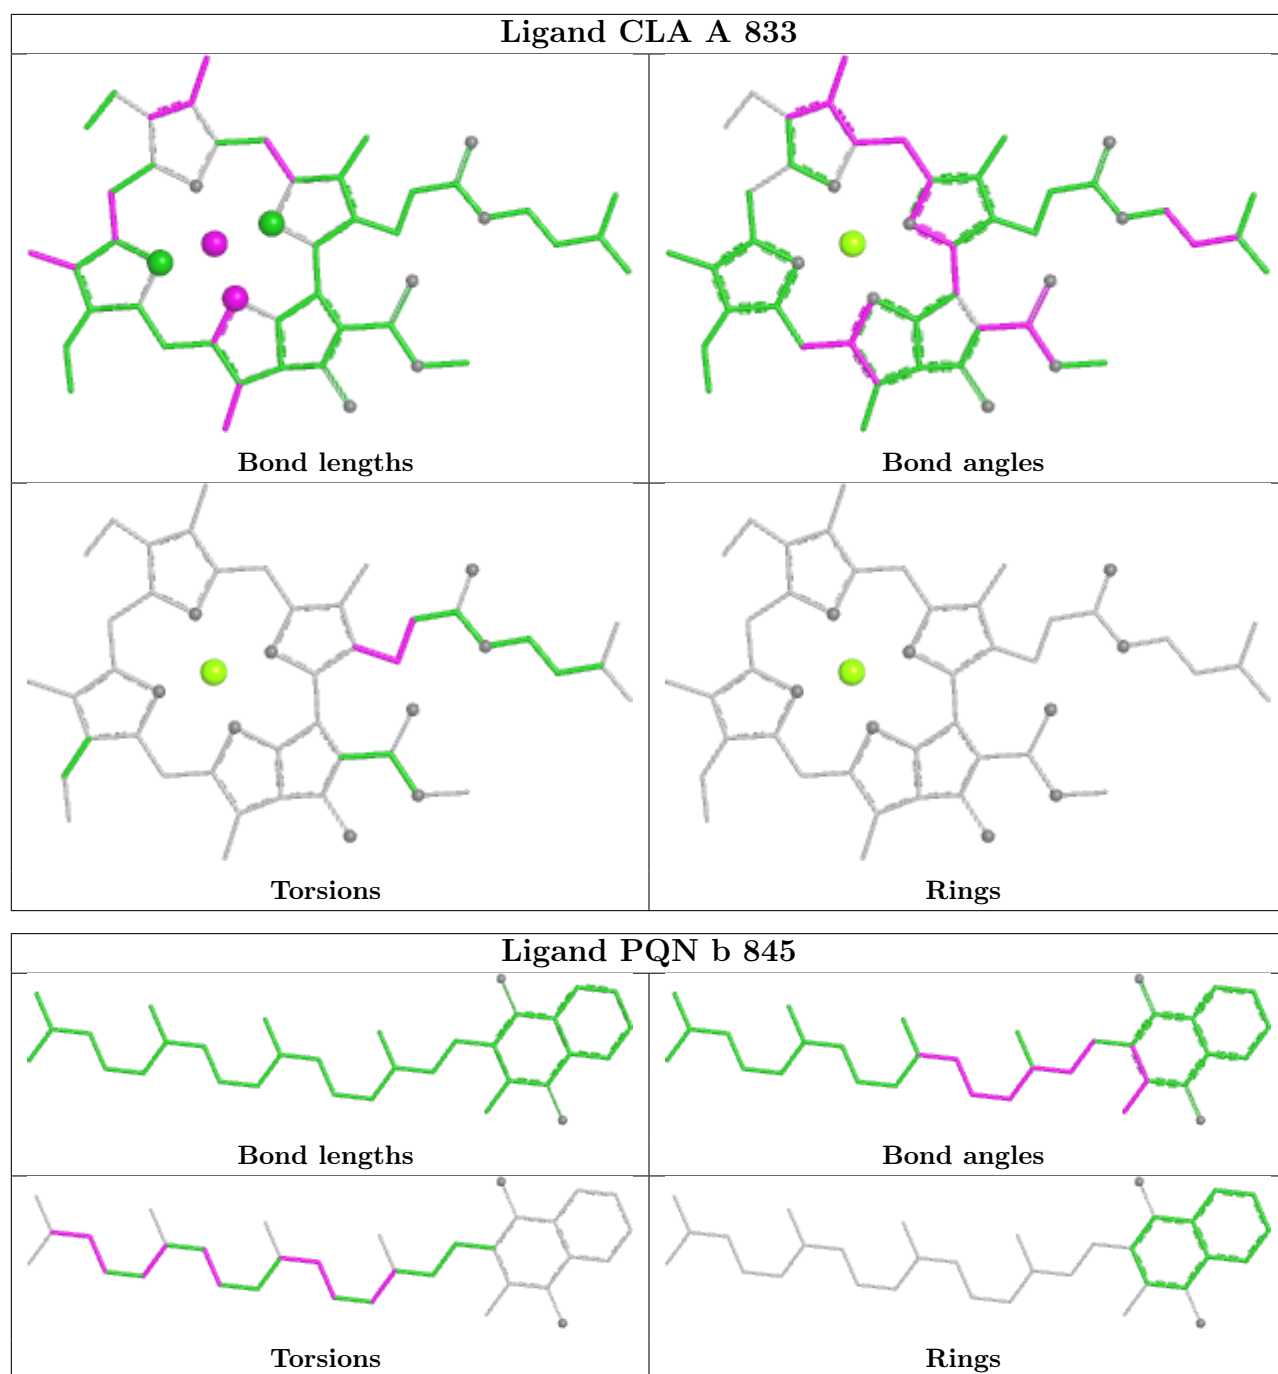 Ligand CLA A 833
Bond lengths
Bond angles
Torsions
Rings
Ligand PQN b 845
Bond lengths
Bond angles
Torsions
Rings